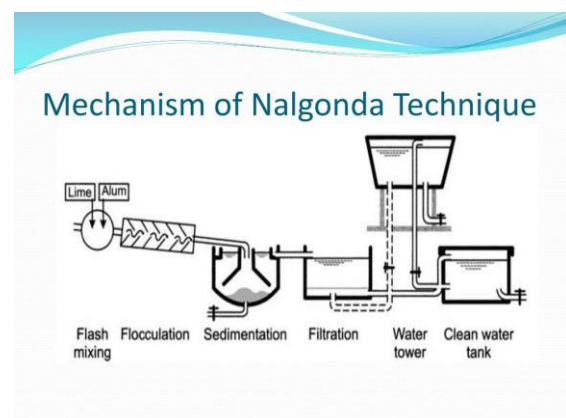 Mechanism of Nalgonda Technique
Lime Alum
Flash Flocculation Sedimentation Filtration Water Clean water
mixing tower tank